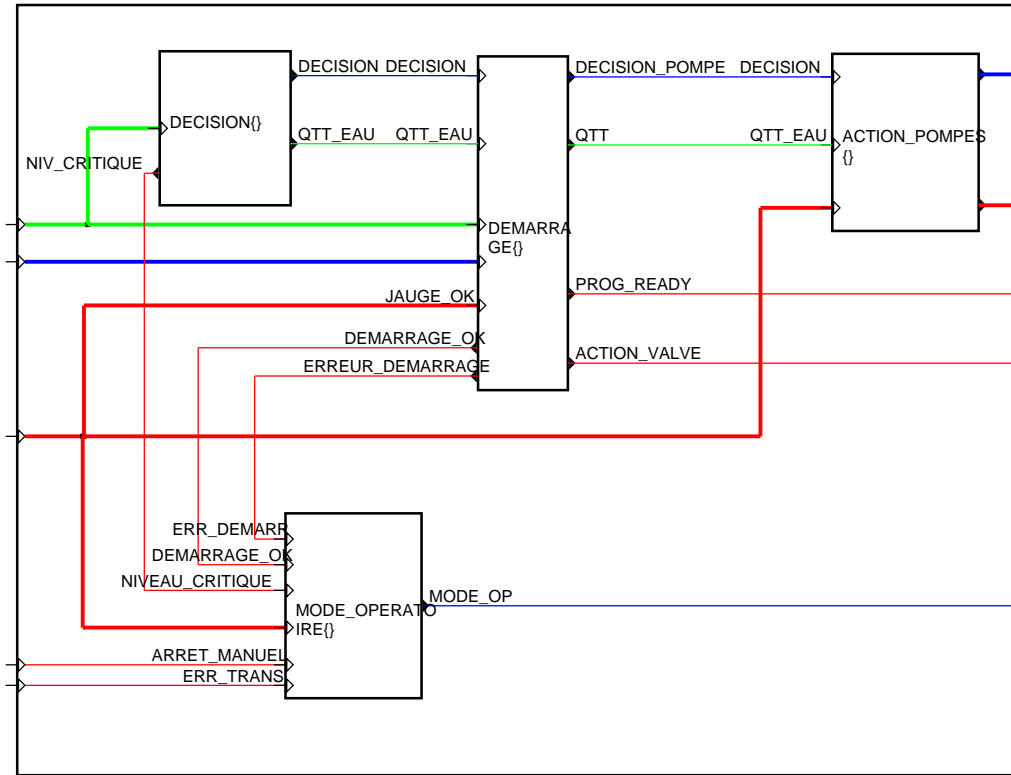 DECISION DECISION
DECISION_POMPE DECISION
DECISION{}
QTT_EAU QTT_EAU
QTT QTT_EAU
ACTION_POMPES
{}
NIV_CRITIQUE
DEMARRA
GE{}
JAUGE_OK
PROG_READY
DEMARRAGE_OK
ERREUR_DEMARRAGE
ACTION_VALVE
ERR_DEMARR
DEMARRAGE_OK
NIVEAU_CRITIQUE
MODE_OP
MODE_OPERATO
IRE{}
ARRET_MANUEL
ERR_TRANS